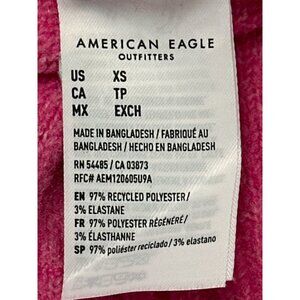 AMERICAN EAGLE
OUTFITTERS
US XS
CA TP
MX EXCH
MADE IN BANGLADESH / FABRIQUÉ AU
BANGLADESH / HECHO EN BANGLADESH
RN 54485 / CA 03873
RFC# AEM120605U9A
EN 97% RECYCLED POLYESTER /
3% ELASTANE
FR 97% POLYESTER RÉGÉNÉRÉ /
3% ÉLASTHANNE
SP 97% poliéster reciclado / 3% elastano